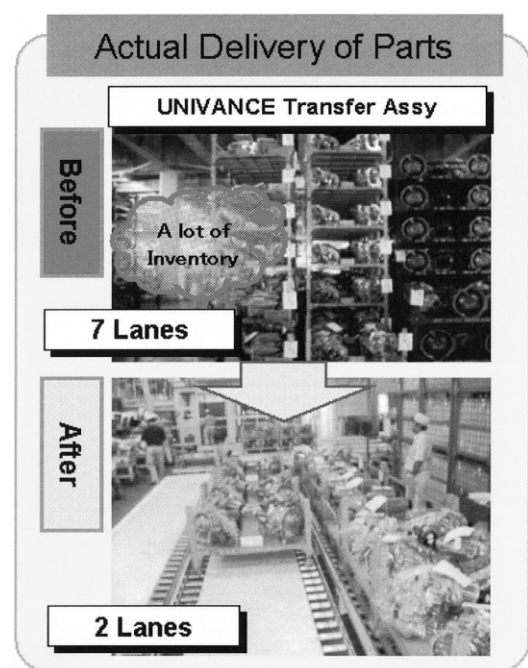 Actual Delivery of Parts
UNIVANCE Transfer Assy
Before
A lot of
Inventory
7 Lanes
After
2 Lanes